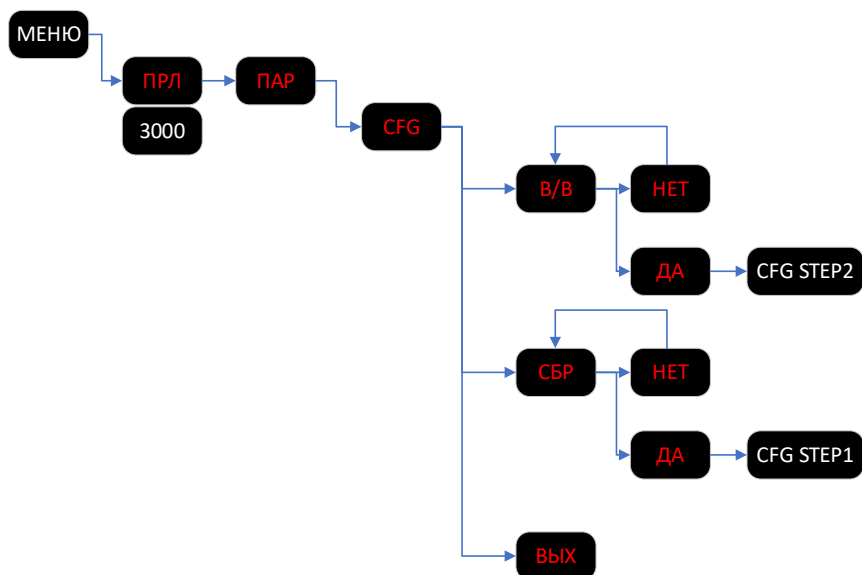 МЕНЮ
ПРЛ
ПАР
3000
CFG
В/В
НЕТ
ДА
CFG STEP2
СБР
НЕТ
ДА
CFG STEP1
ВЫХ